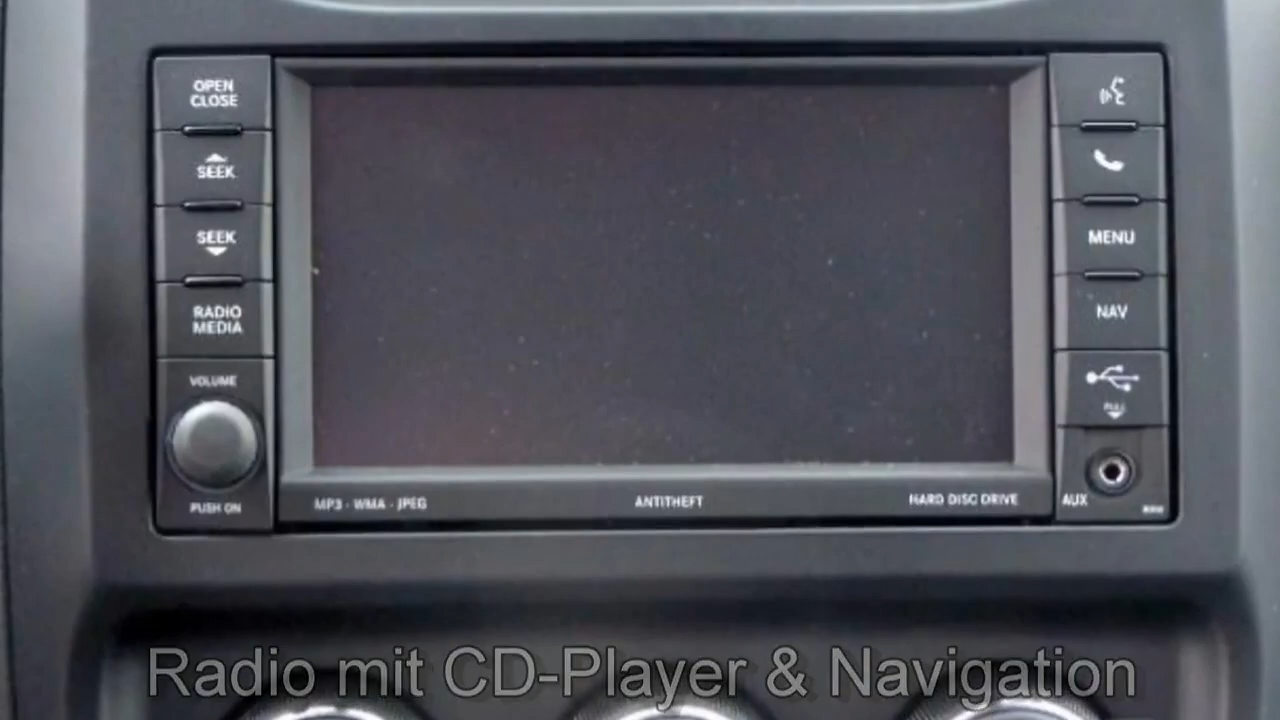 OPEN
CLOSE
SEEK
SEEK
RADIO
MEDIA
VOLUME
PUSH ON
MP3 · WMA · JPEG
ANTITHEFT
HARD DISC DRIVE
MENU
NAV
PULL
AUX
Radio mit CD-Player & Navigation